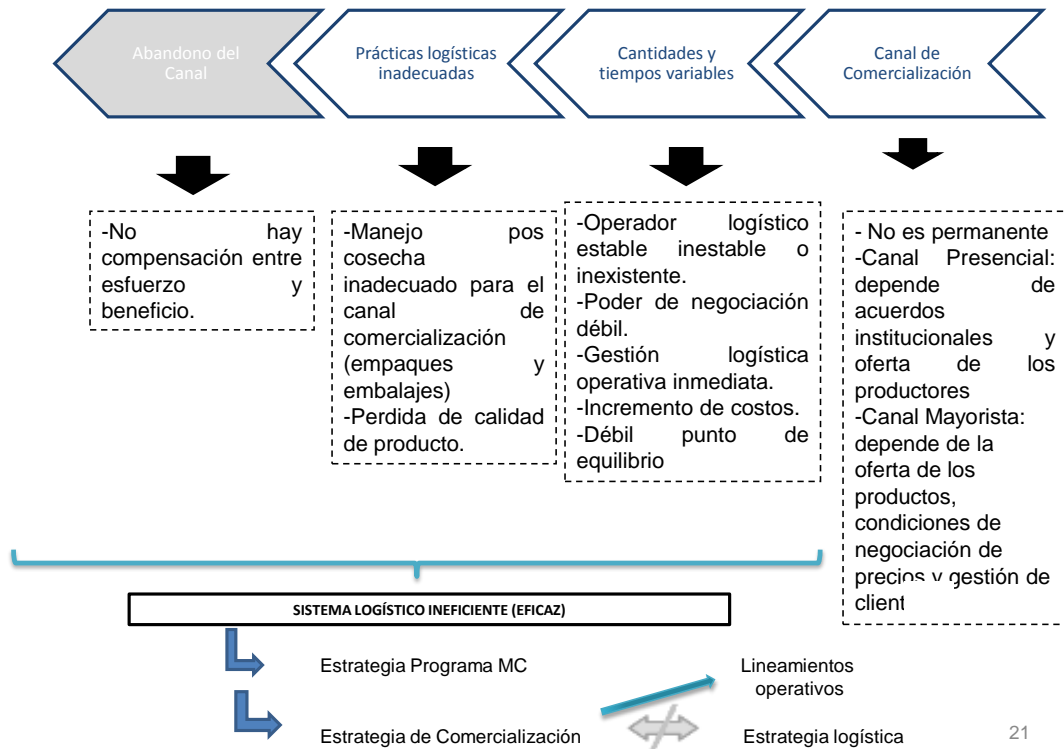 Abandono del
Canal
Prácticas logísticas
inadecuadas
Cantidades y
tiempos variables
Canal de
Comercialización
-No hay
compensación entre
esfuerzo y
beneficio.
-Manejo pos
cosecha
inadecuado para el
canal de
comercialización
(empaques y
embalajes)
-Perdida de calidad
de producto.
-Operador logístico
estable inestable o
inexistente.
-Poder de negociación
débil.
-Gestión logística
operativa inmediata.
-Incremento de costos.
-Débil punto de
equilibrio
- No es permanente
-Canal Presencial:
depende de
acuerdos
institucionales y
oferta de los
productores
-Canal Mayorista:
depende de la
oferta de los
productos,
condiciones de
negociación de
precios y gestión de
client
SISTEMA LOGÍSTICO INEFICIENTE (EFICAZ)
Estrategia Programa MC
Lineamientos
operativos
Estrategia de Comercialización
Estrategia logística
21